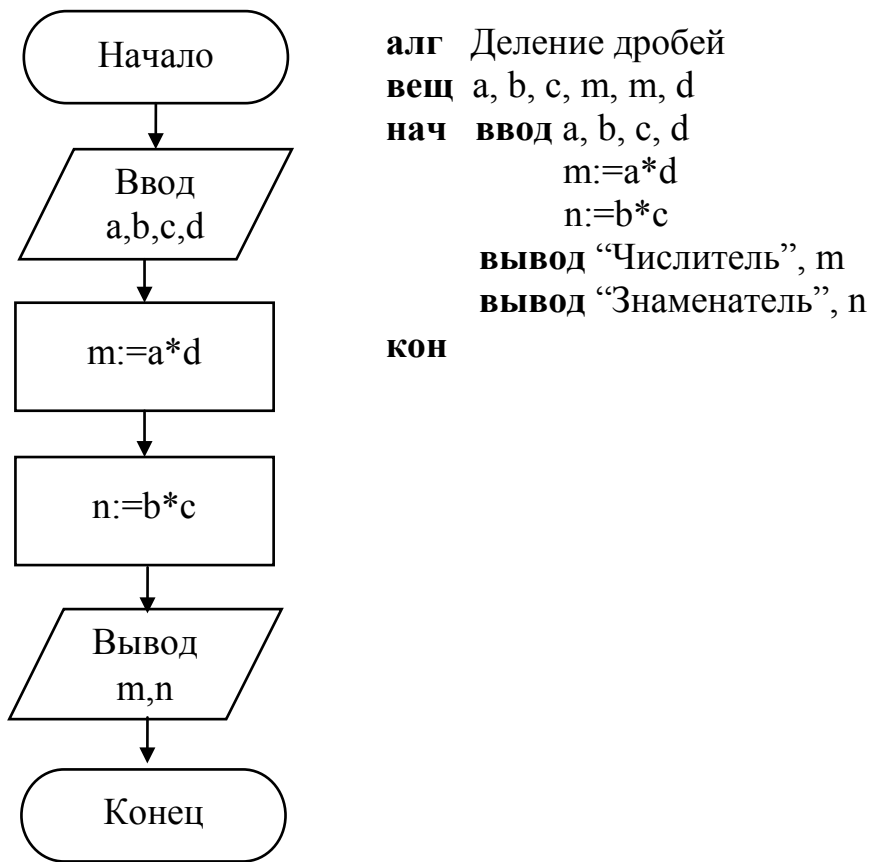 Начало
Ввод
a,b,c,d
m:=a*d
n:=b*c
Вывод
m,n
Конец
алг Деление дробей
вещ a, b, c, m, m, d
нач ввод a, b, c, d
m:=a*d
n:=b*c
вывод “Числитель”, m
вывод “Знаменатель”, n
кон